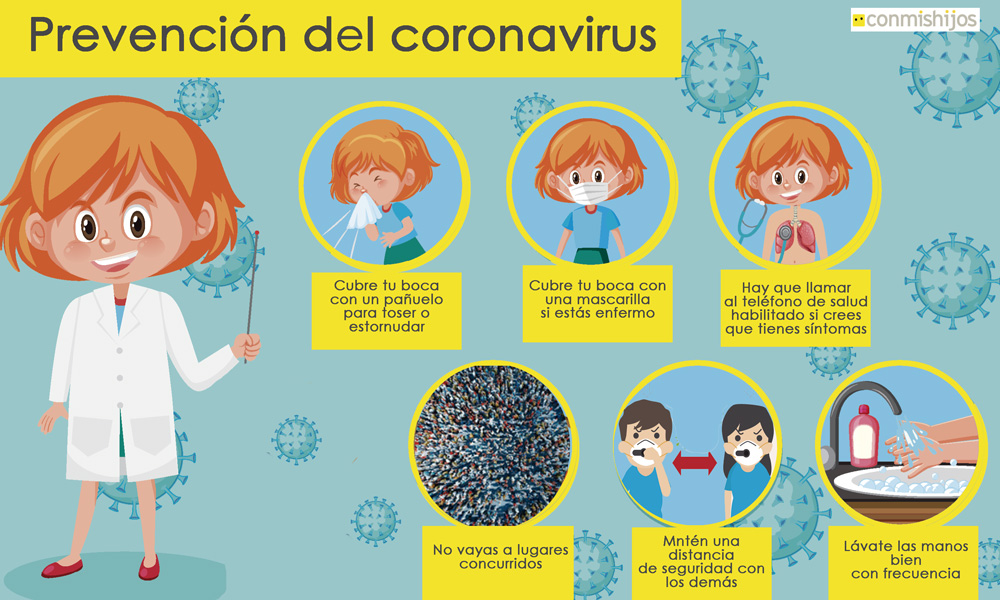 Prevención del coronavirus
conmishijos
Cubre tu boca
con un pañuelo
para toser o
estornudar
Cubre tu boca con
una mascarilla
si estás enfermo
Hay que llamar
al teléfono de salud
habilitado si crees
que tienes síntomas
No vayas a lugares
concurridos
Mntén una
distancia
de seguridad con
los demás
Lávate las manos
bien
con frecuencia